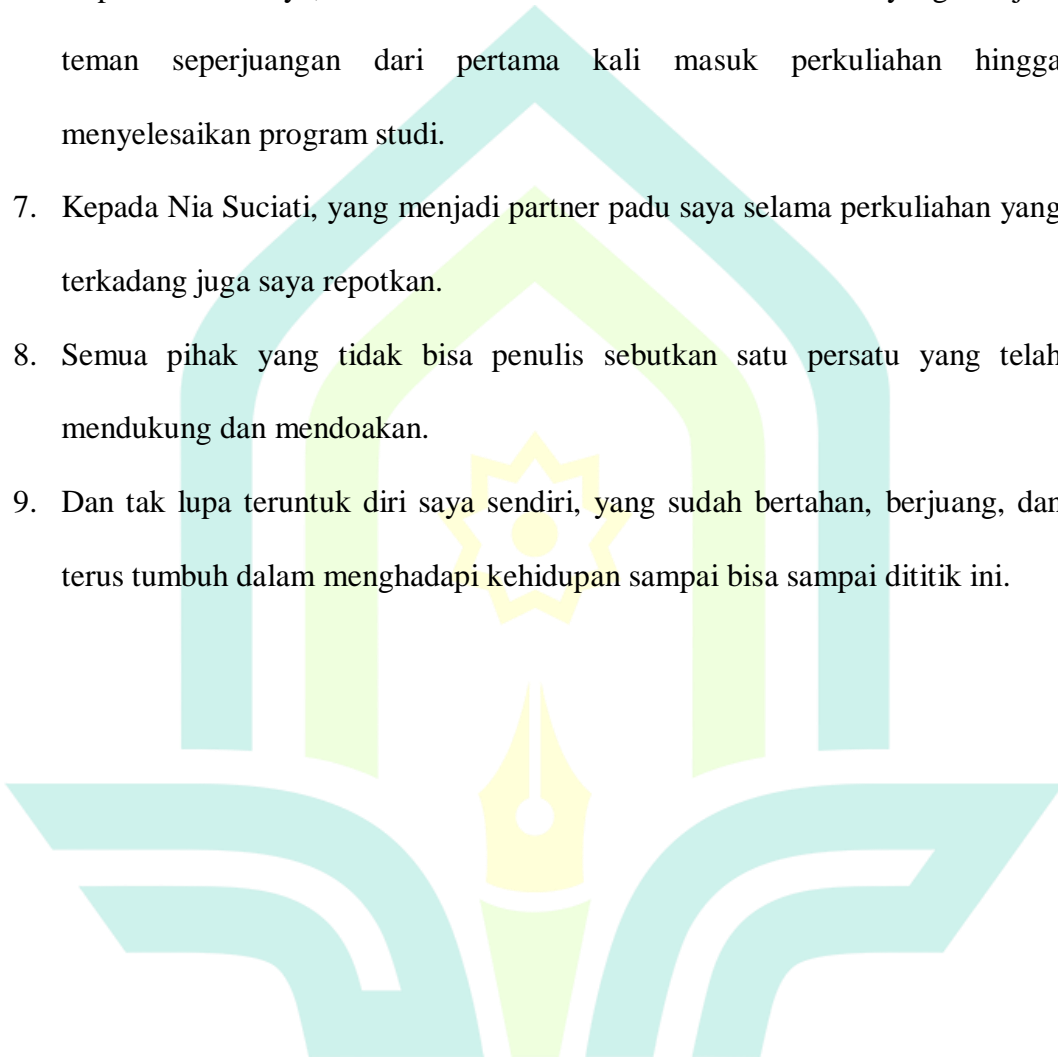 teman seperjuangan dari pertama kali masuk perkuliahan hingga
menyelesaikan program studi.
7. Kepada Nia Suciati, yang menjadi partner padu saya selama perkuliahan yang
terkadang juga saya repotkan.
8. Semua pihak yang tidak bisa penulis sebutkan satu persatu yang telah
mendukung dan mendoakan.
9. Dan tak lupa teruntuk diri saya sendiri, yang sudah bertahan, berjuang, dan
terus tumbuh dalam menghadapi kehidupan sampai bisa sampai dititik ini.